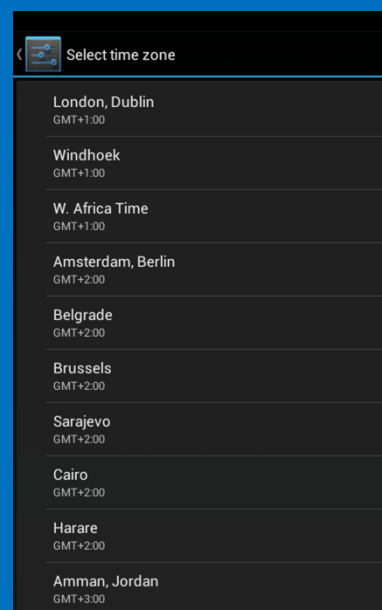 Select time zone
London, Dublin
GMT+1:00
Windhoek
GMT+1:00
W. Africa Time
GMT+1:00
Amsterdam, Berlin
GMT+2:00
Belgrade
GMT+2:00
Brussels
GMT+2:00
Sarajevo
GMT+2:00
Cairo
GMT+2:00
Harare
GMT+2:00
Amman, Jordan
GMT+3:00